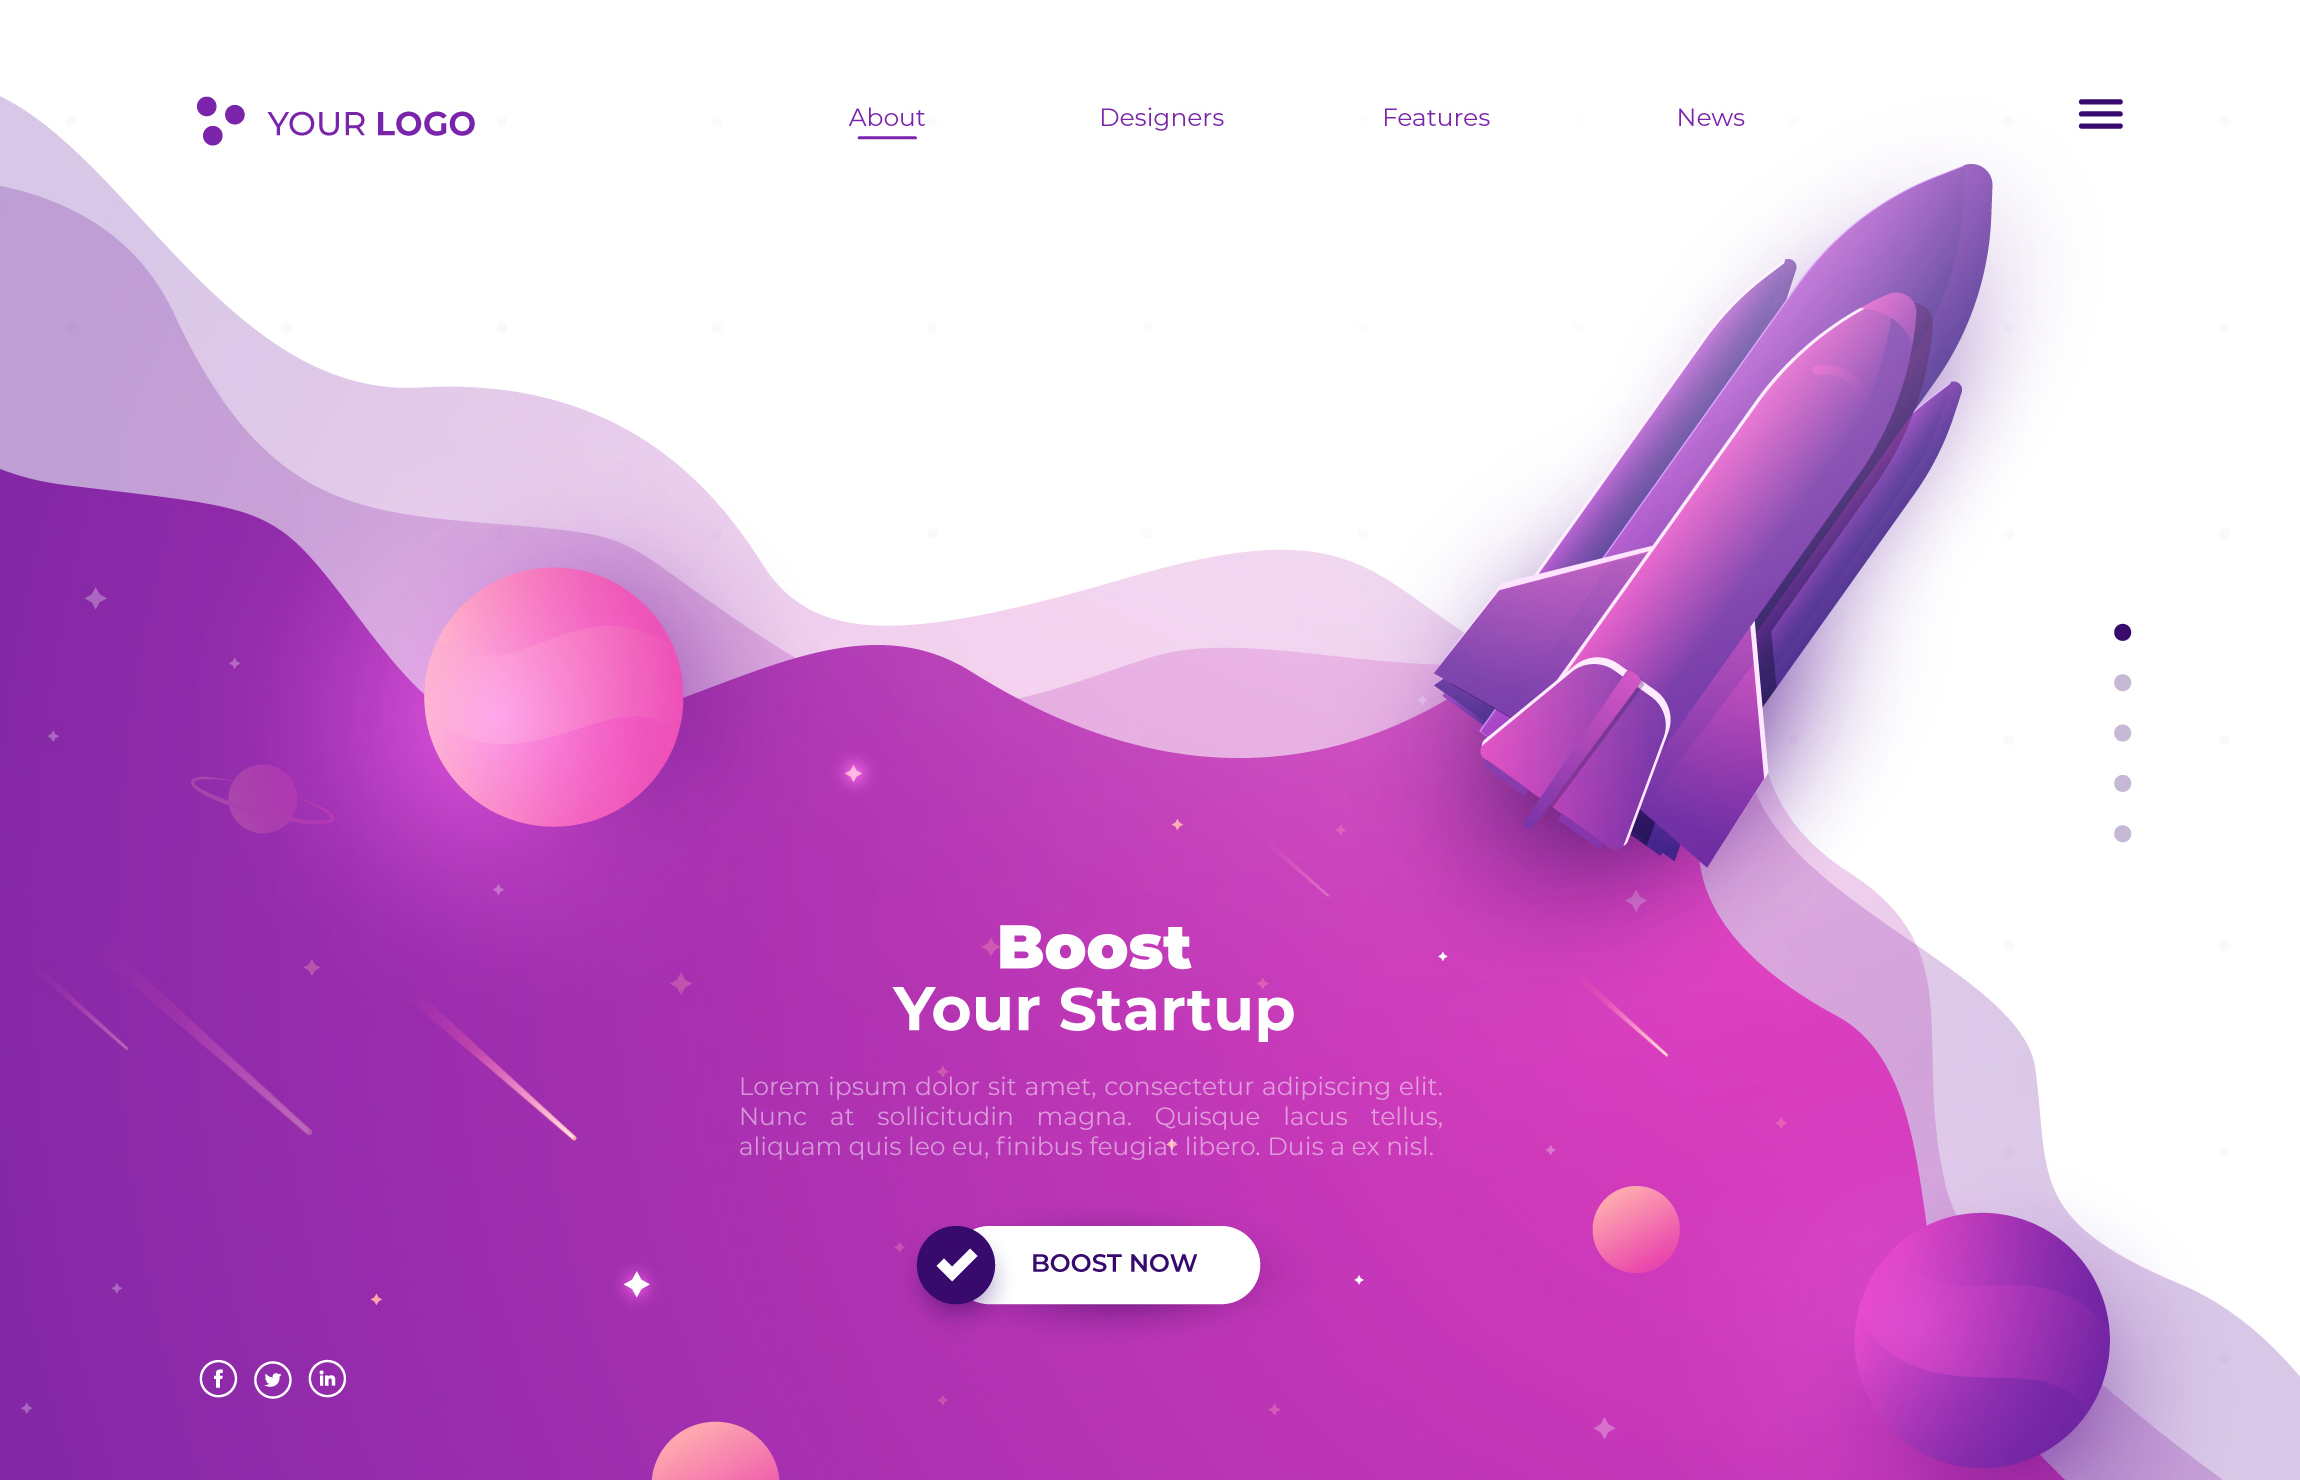 YOUR LOGO
About
Designers
Features
News
Boost
Your Startup
Lorem ipsum dolor sit amet, consectetur adipiscing elit.
Nunc at sollicitudin magna. Quisque lacus tellus,
aliquam quis leo eu, finibus feugiat libero. Duis a ex nisl.
BOOST NOW
f
in